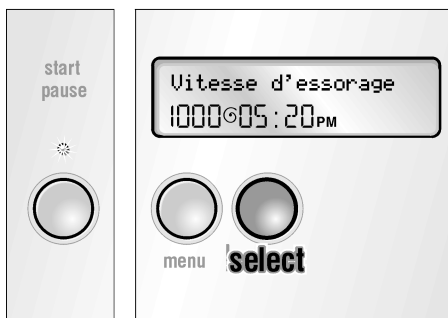 start
pause
Vitesse d'essorage
1000 05:20PM
menu
select